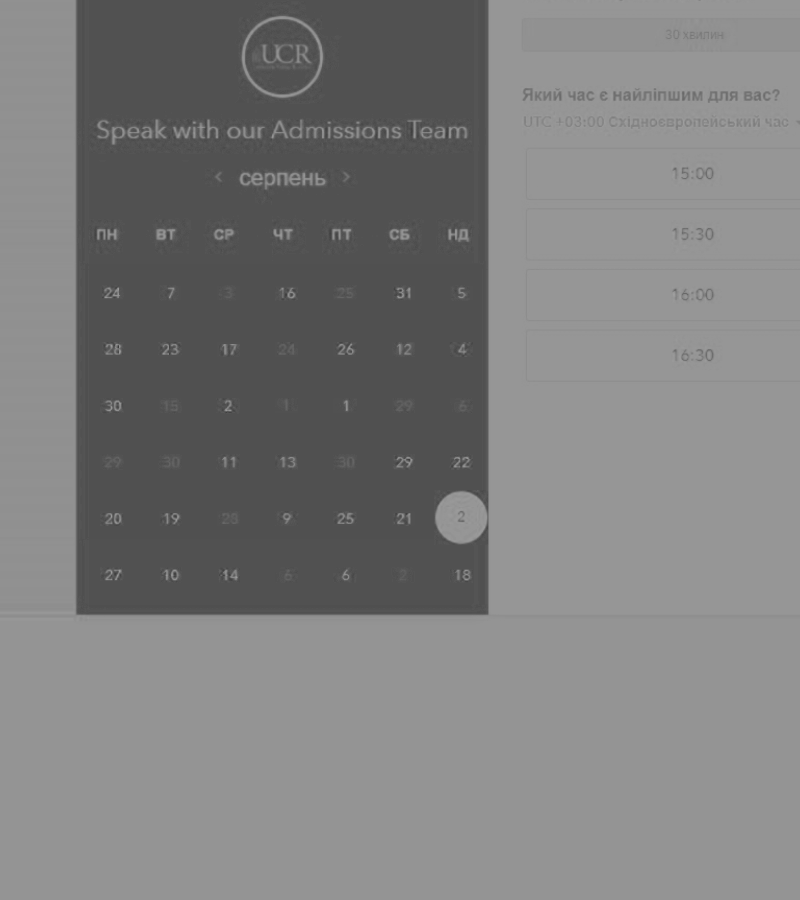 UCR
Speak with our Admissions Team
< серпень >
ПН ВТ СР ЧТ ПТ СБ НД
24 7 3 16 25 31 5
28 23 17 24 26 12 4
30 15 2 1 1 29 6
29 30 11 13 30 29 22
20 19 28 9 25 21 2
27 10 14 6 6 2 18
30 хвилин
Який час є найліпшим для вас?
UTC +03:00 Східноєвропейський час
15:00
15:30
16:00
16:30